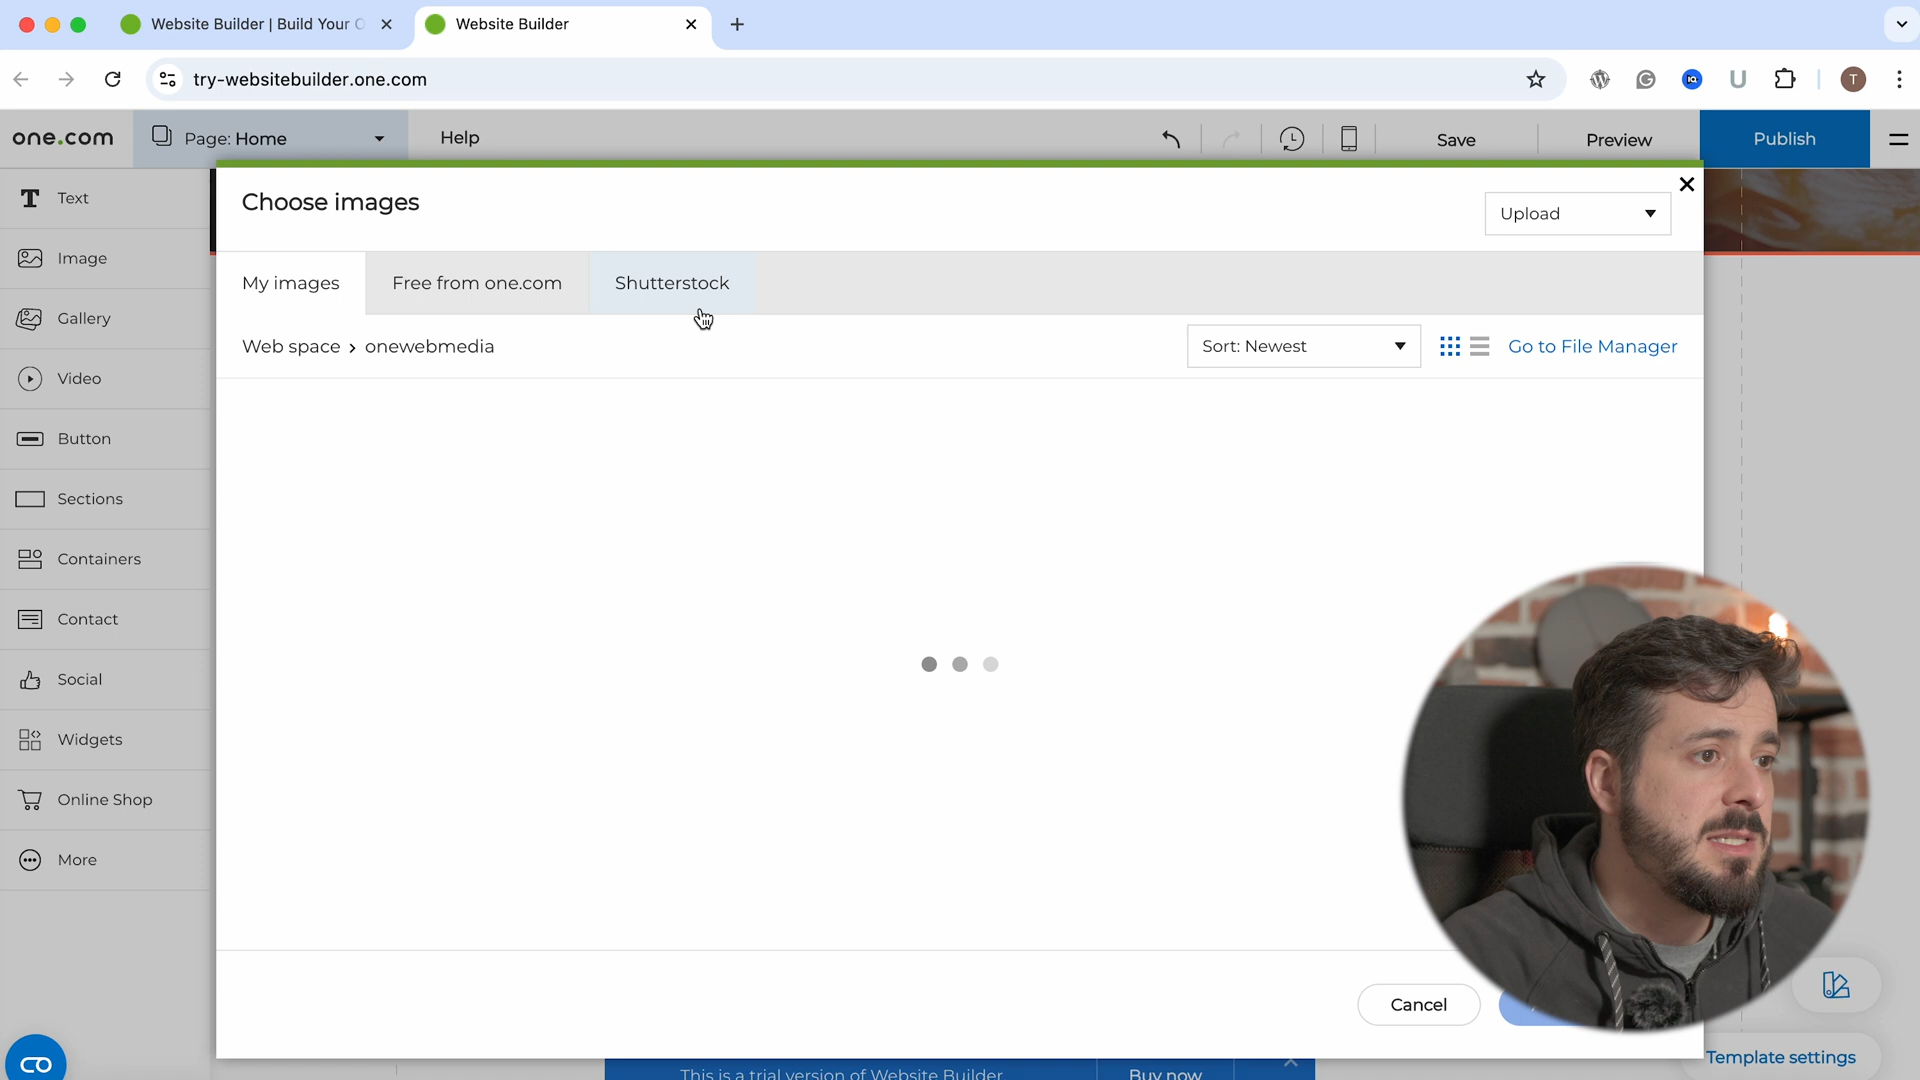 Website Builder | Build Your O
Website Builder
try-websitebuilder.one.com
T
one.com
Page: Home
Help
Save
Preview
Publish
Text
Image
Gallery
Video
Button
Sections
Containers
Contact
Social
Widgets
Online Shop
More
Choose images
Upload
My images
Free from one.com
Shutterstock
Web space › onewebmedia
Sort: Newest
Go to File Manager
Cancel
This is a trial version of Website Builder.
Buy now
Template settings